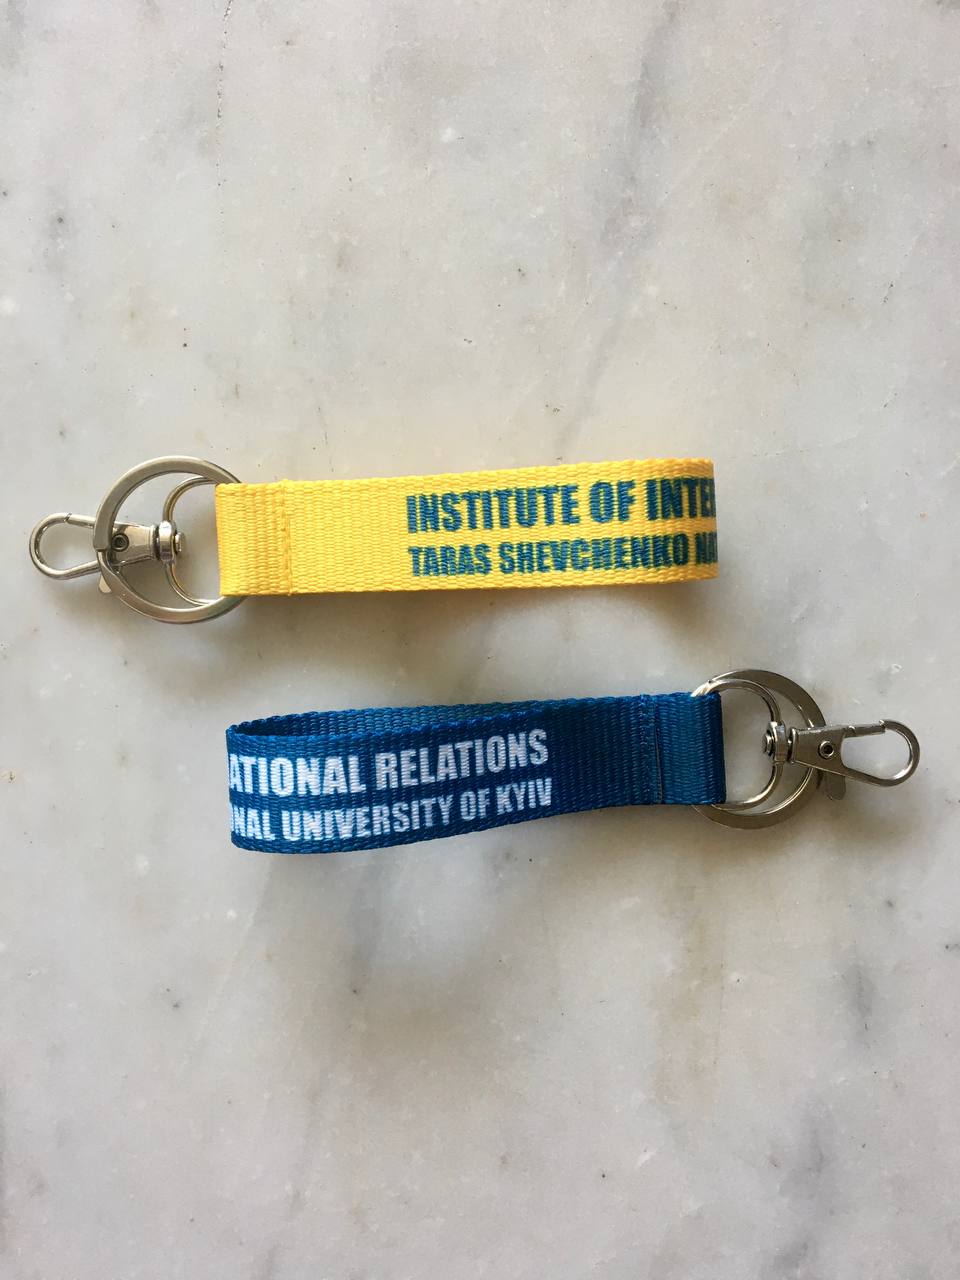 INSTITUTE OF INTER
TARAS SHEVCHENKO NA
ATIONAL RELATIONS
NAL UNIVERSITY OF KYIV